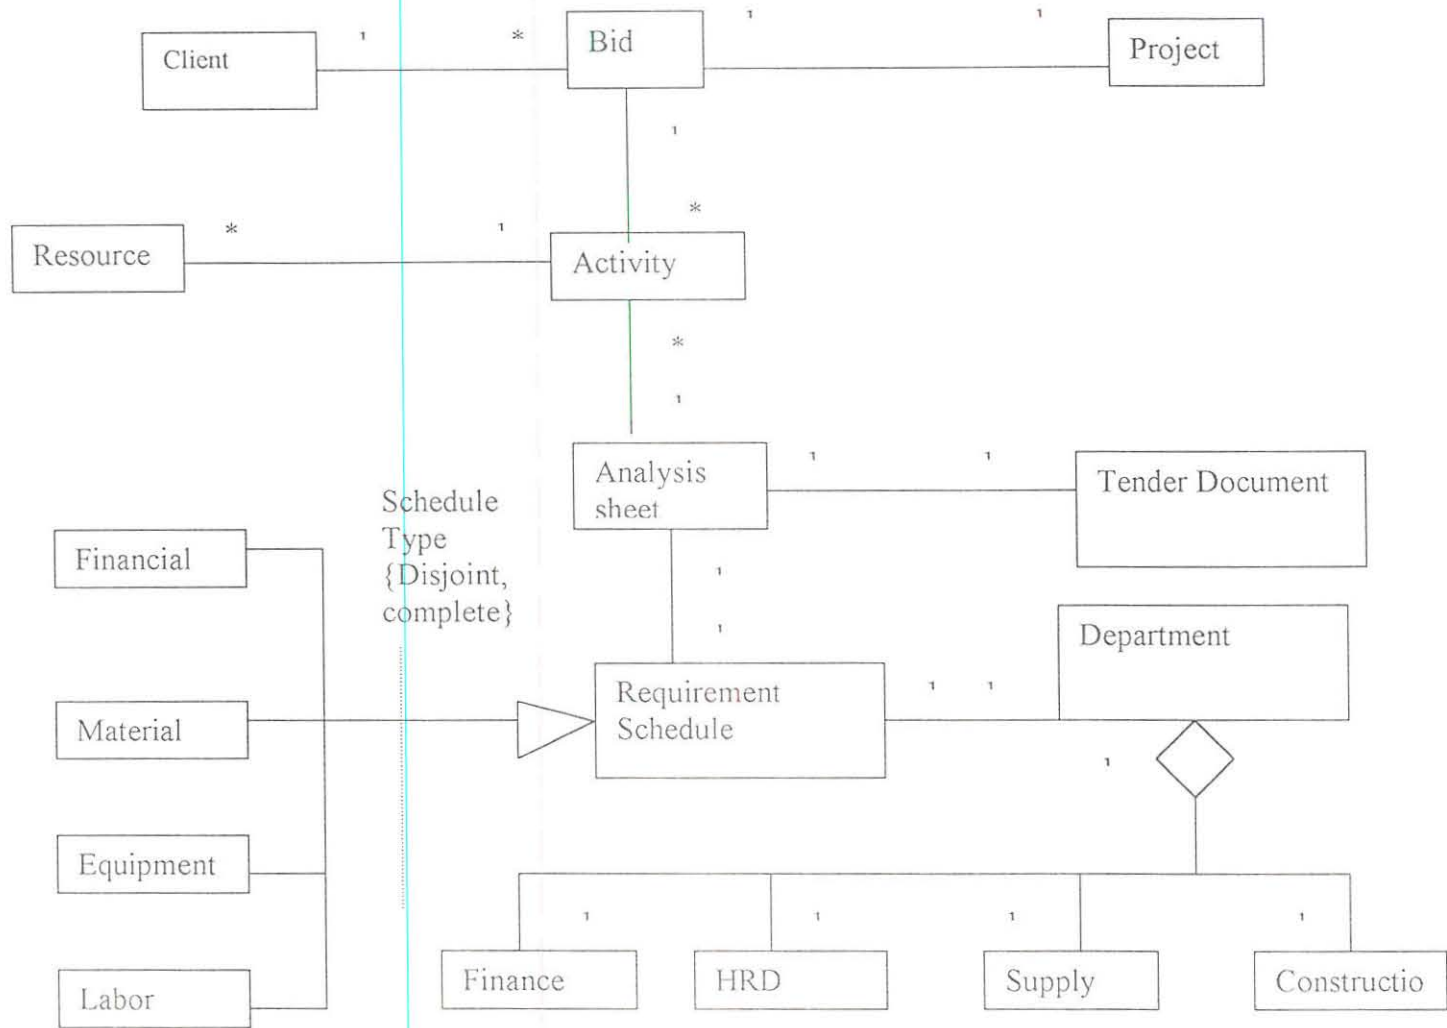 1 * 1 1
Client Bid Project
1
*
* 1
Resource Activity
*
1
Analysis
sheet
1 1
Tender Document
Schedule
Type
{Disjoint,
complete}
Financial
1
1
Department
Requirement
Schedule
1 1
Material
1
Equipment
1 1 1 1
Finance HRD Supply Constructio
Labor